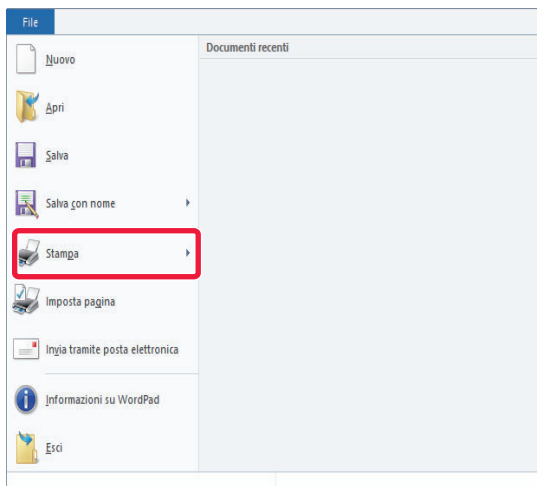 File
Documenti recenti
Nuovo
Apri
Salva
Salva con nome
Stampa
Imposta pagina
Invia tramite posta elettronica
Informazioni su WordPad
Esci